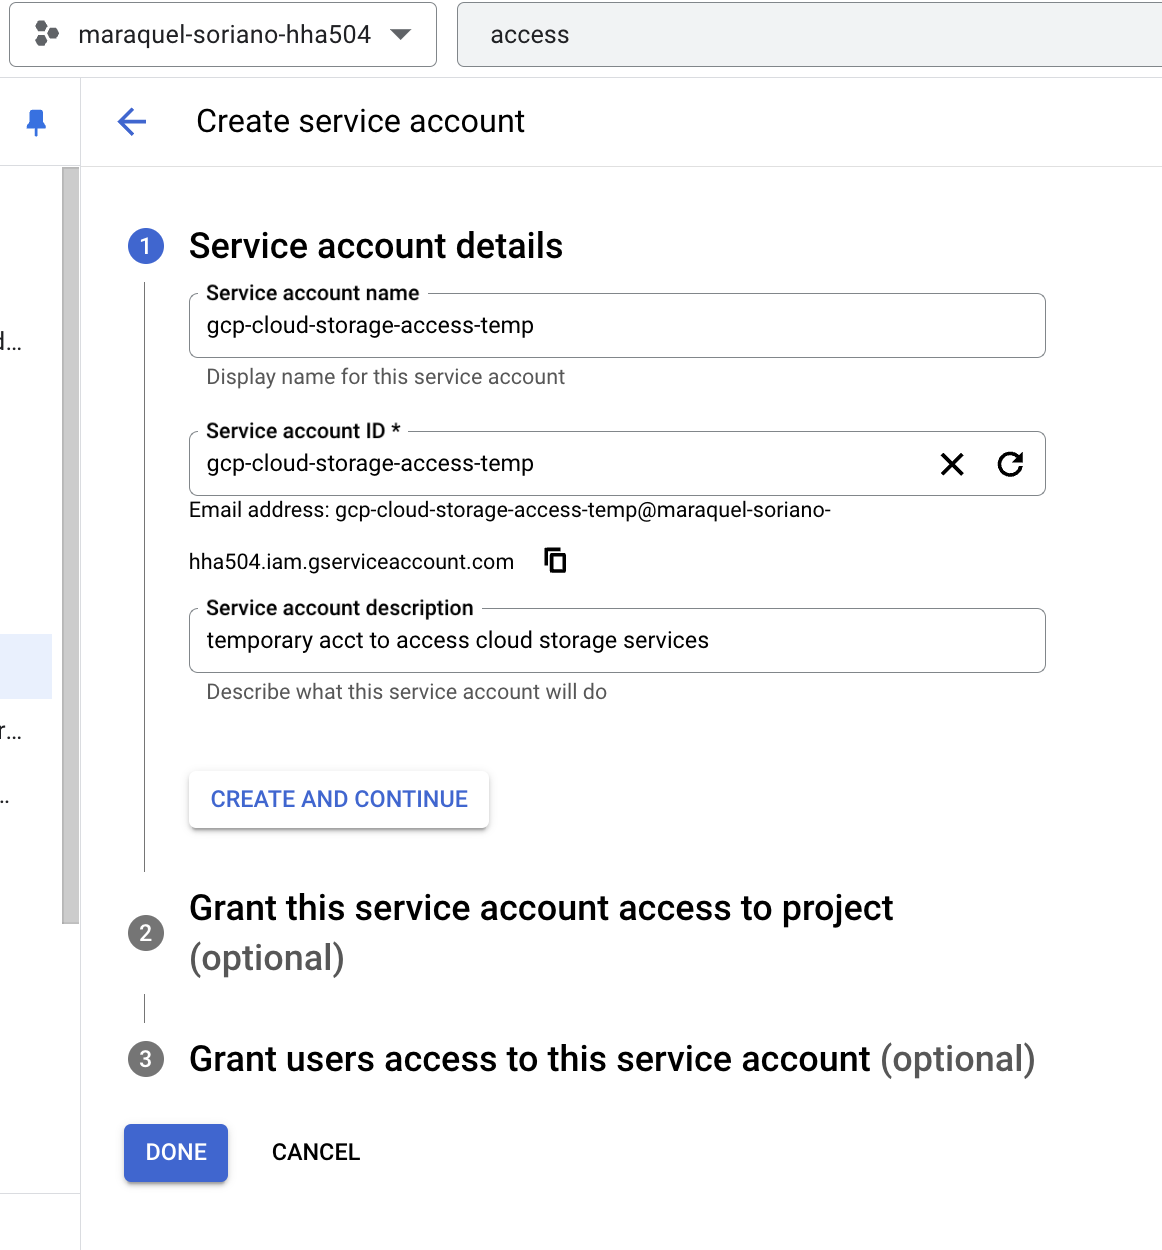 maraquel-soriano-hha504
access
Create service account
1
Service account details
Service account name
gcp-cloud-storage-access-temp
Display name for this service account
Service account ID *
gcp-cloud-storage-access-temp
Email address: gcp-cloud-storage-access-temp@maraquel-soriano-
hha504.iam.gserviceaccount.com
Service account description
temporary acct to access cloud storage services
Describe what this service account will do
CREATE AND CONTINUE
2
Grant this service account access to project
(optional)
3
Grant users access to this service account (optional)
DONE
CANCEL